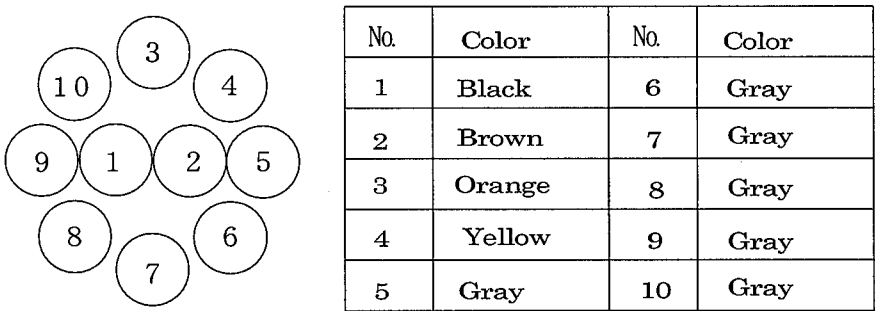 3
10 4
9 1 2 5
8 6
7
No. Color No. Color
1 Black 6 Gray
2 Brown 7 Gray
3 Orange 8 Gray
4 Yellow 9 Gray
5 Gray 10 Gray